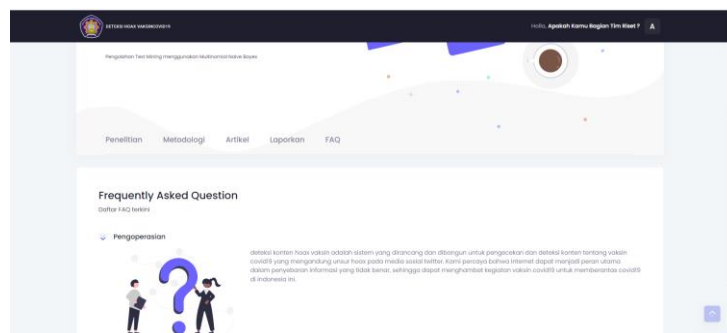 DETEKSI HOAX VAKSINCOVID19
Hallo, Apakah Kamu Bagian Tim Riset ? A
Pengolahan Text Mining menggunakan Multinomial Naive Bayes
Penelitian Metodologi Artikel Laporkan FAQ
Frequently Asked Question
Daftar FAQ terkini
Pengoperasian
deteksi konten hoax vaksin adalah sistem yang dirancang dan dibangun untuk pengecekan dan deteksi konten tentang vaksin
covid19 yang mengandung unsur hoax pada media sosial twitter. Kami percaya bahwa internet dapat menjadi peran utama
dalam penyebaran informasi yang tidak benar, sehingga dapat menghambat kegiatan vaksin covid19 untuk memberantas covid19
di indonesia ini.